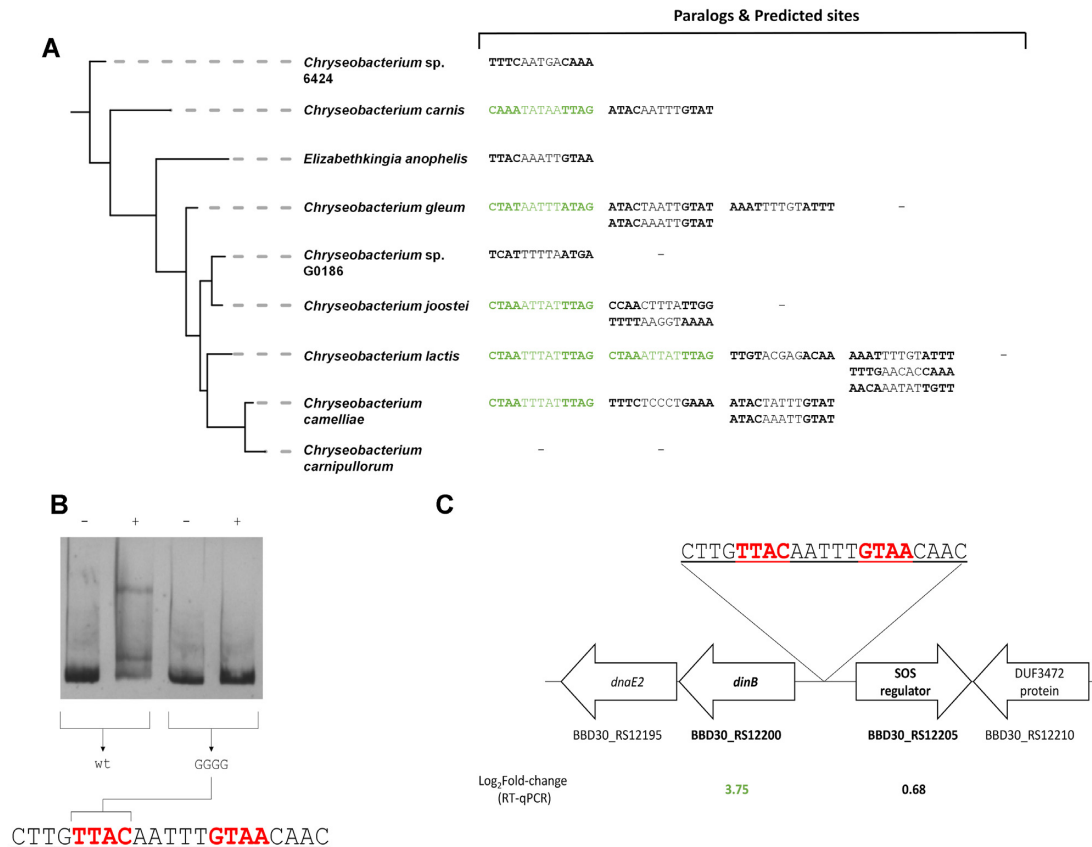 Paralogs & Predicted sites
A
Chryseobacterium sp. 6424
TTTCAATGACAAA
Chryseobacterium carnis
CAAATATAATTAG ATACAATTTGTAT
Elizabethkingia anophelis
TTACAAATTGTAA
Chryseobacterium gleum
CTATAATTTATAG ATACTAATTGTAT AAATTTTGTATTT –
ATACAAATTGTAT
Chryseobacterium sp. G0186
TCATTTTTAATGA –
Chryseobacterium joostei
CTAAATTATTTAG CCAACTTTATTGG –
TTTTAAGGTAAAA
Chryseobacterium lactis
CTAATTTATTTAG CTAAATTATTTAG TTGTACGAGACAA AAATTTTGTATTT –
TTTGAACACCAAA
AACAAATATTGTT
Chryseobacterium camelliae
CTAATTTATTTAG TTTCTCCCTGAAA ATACTATTTGTAT
ATACAAATTGTAT
Chryseobacterium carnipullorum
– –
B
– + – +
wt GGGG
CTTGTTACAATTTGTAACAAC
C
CTTGTTACAATTTGTAACAAC
dnaE2
dinB
SOS regulator
DUF3472 protein
BBD30_RS12195 BBD30_RS12200 BBD30_RS12205 BBD30_RS12210
Log2Fold-change
(RT-qPCR)
3.75 0.68